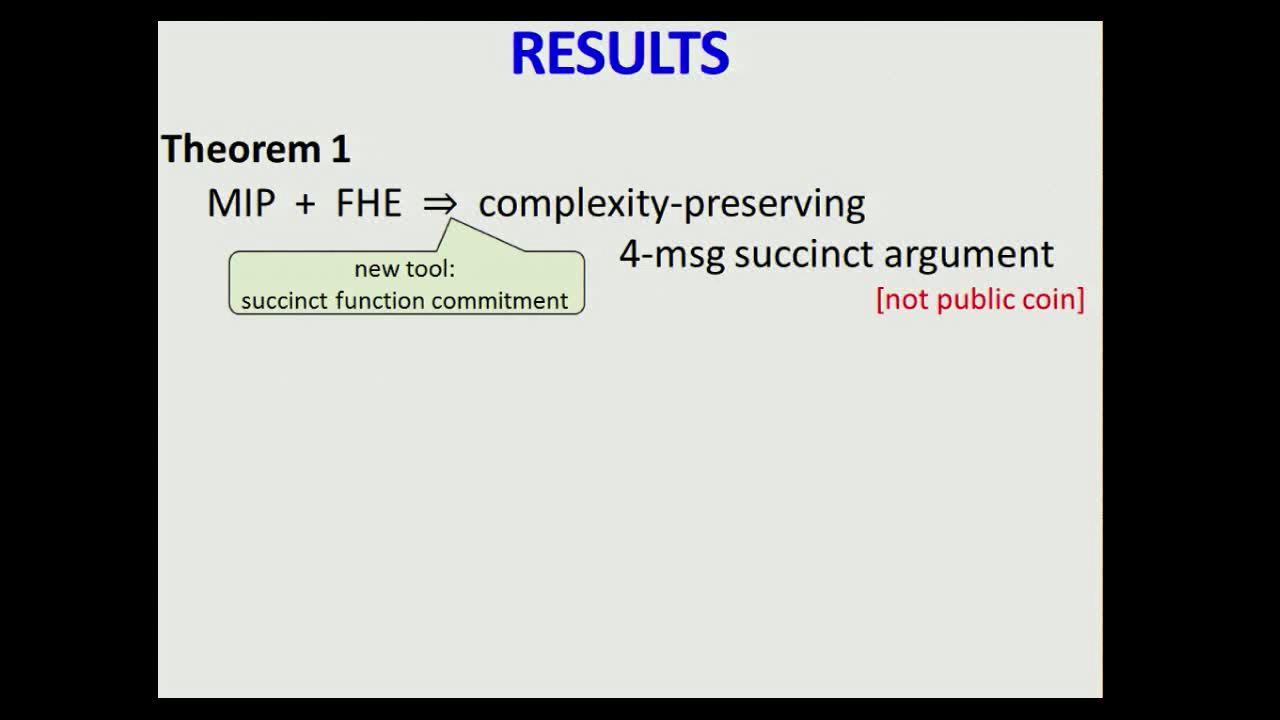 RESULTS
Theorem 1
MIP + FHE ⇒ complexity-preserving
4-msg succinct argument
new tool:
succinct function commitment
[not public coin]